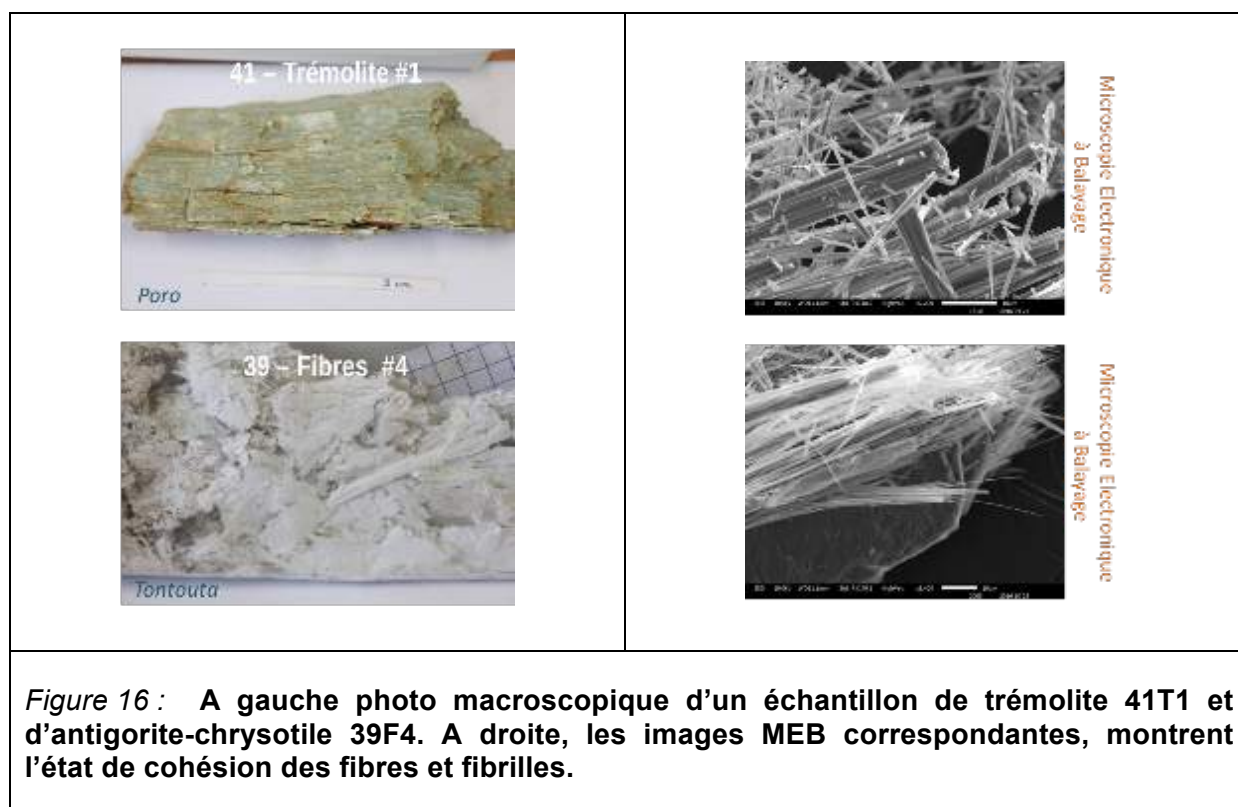 41 – Trémolite #1
3 cm
Poro
Microscopie Electronique
à Balayage
39 – Fibres #4
Tontouta
Microscopie Electronique
à Balayage
Figure 16 : A gauche photo macroscopique d'un échantillon de trémolite 41T1 et
d'antigorite-chrysotile 39F4. A droite, les images MEB correspondantes, montrent
l'état de cohésion des fibres et fibrilles.